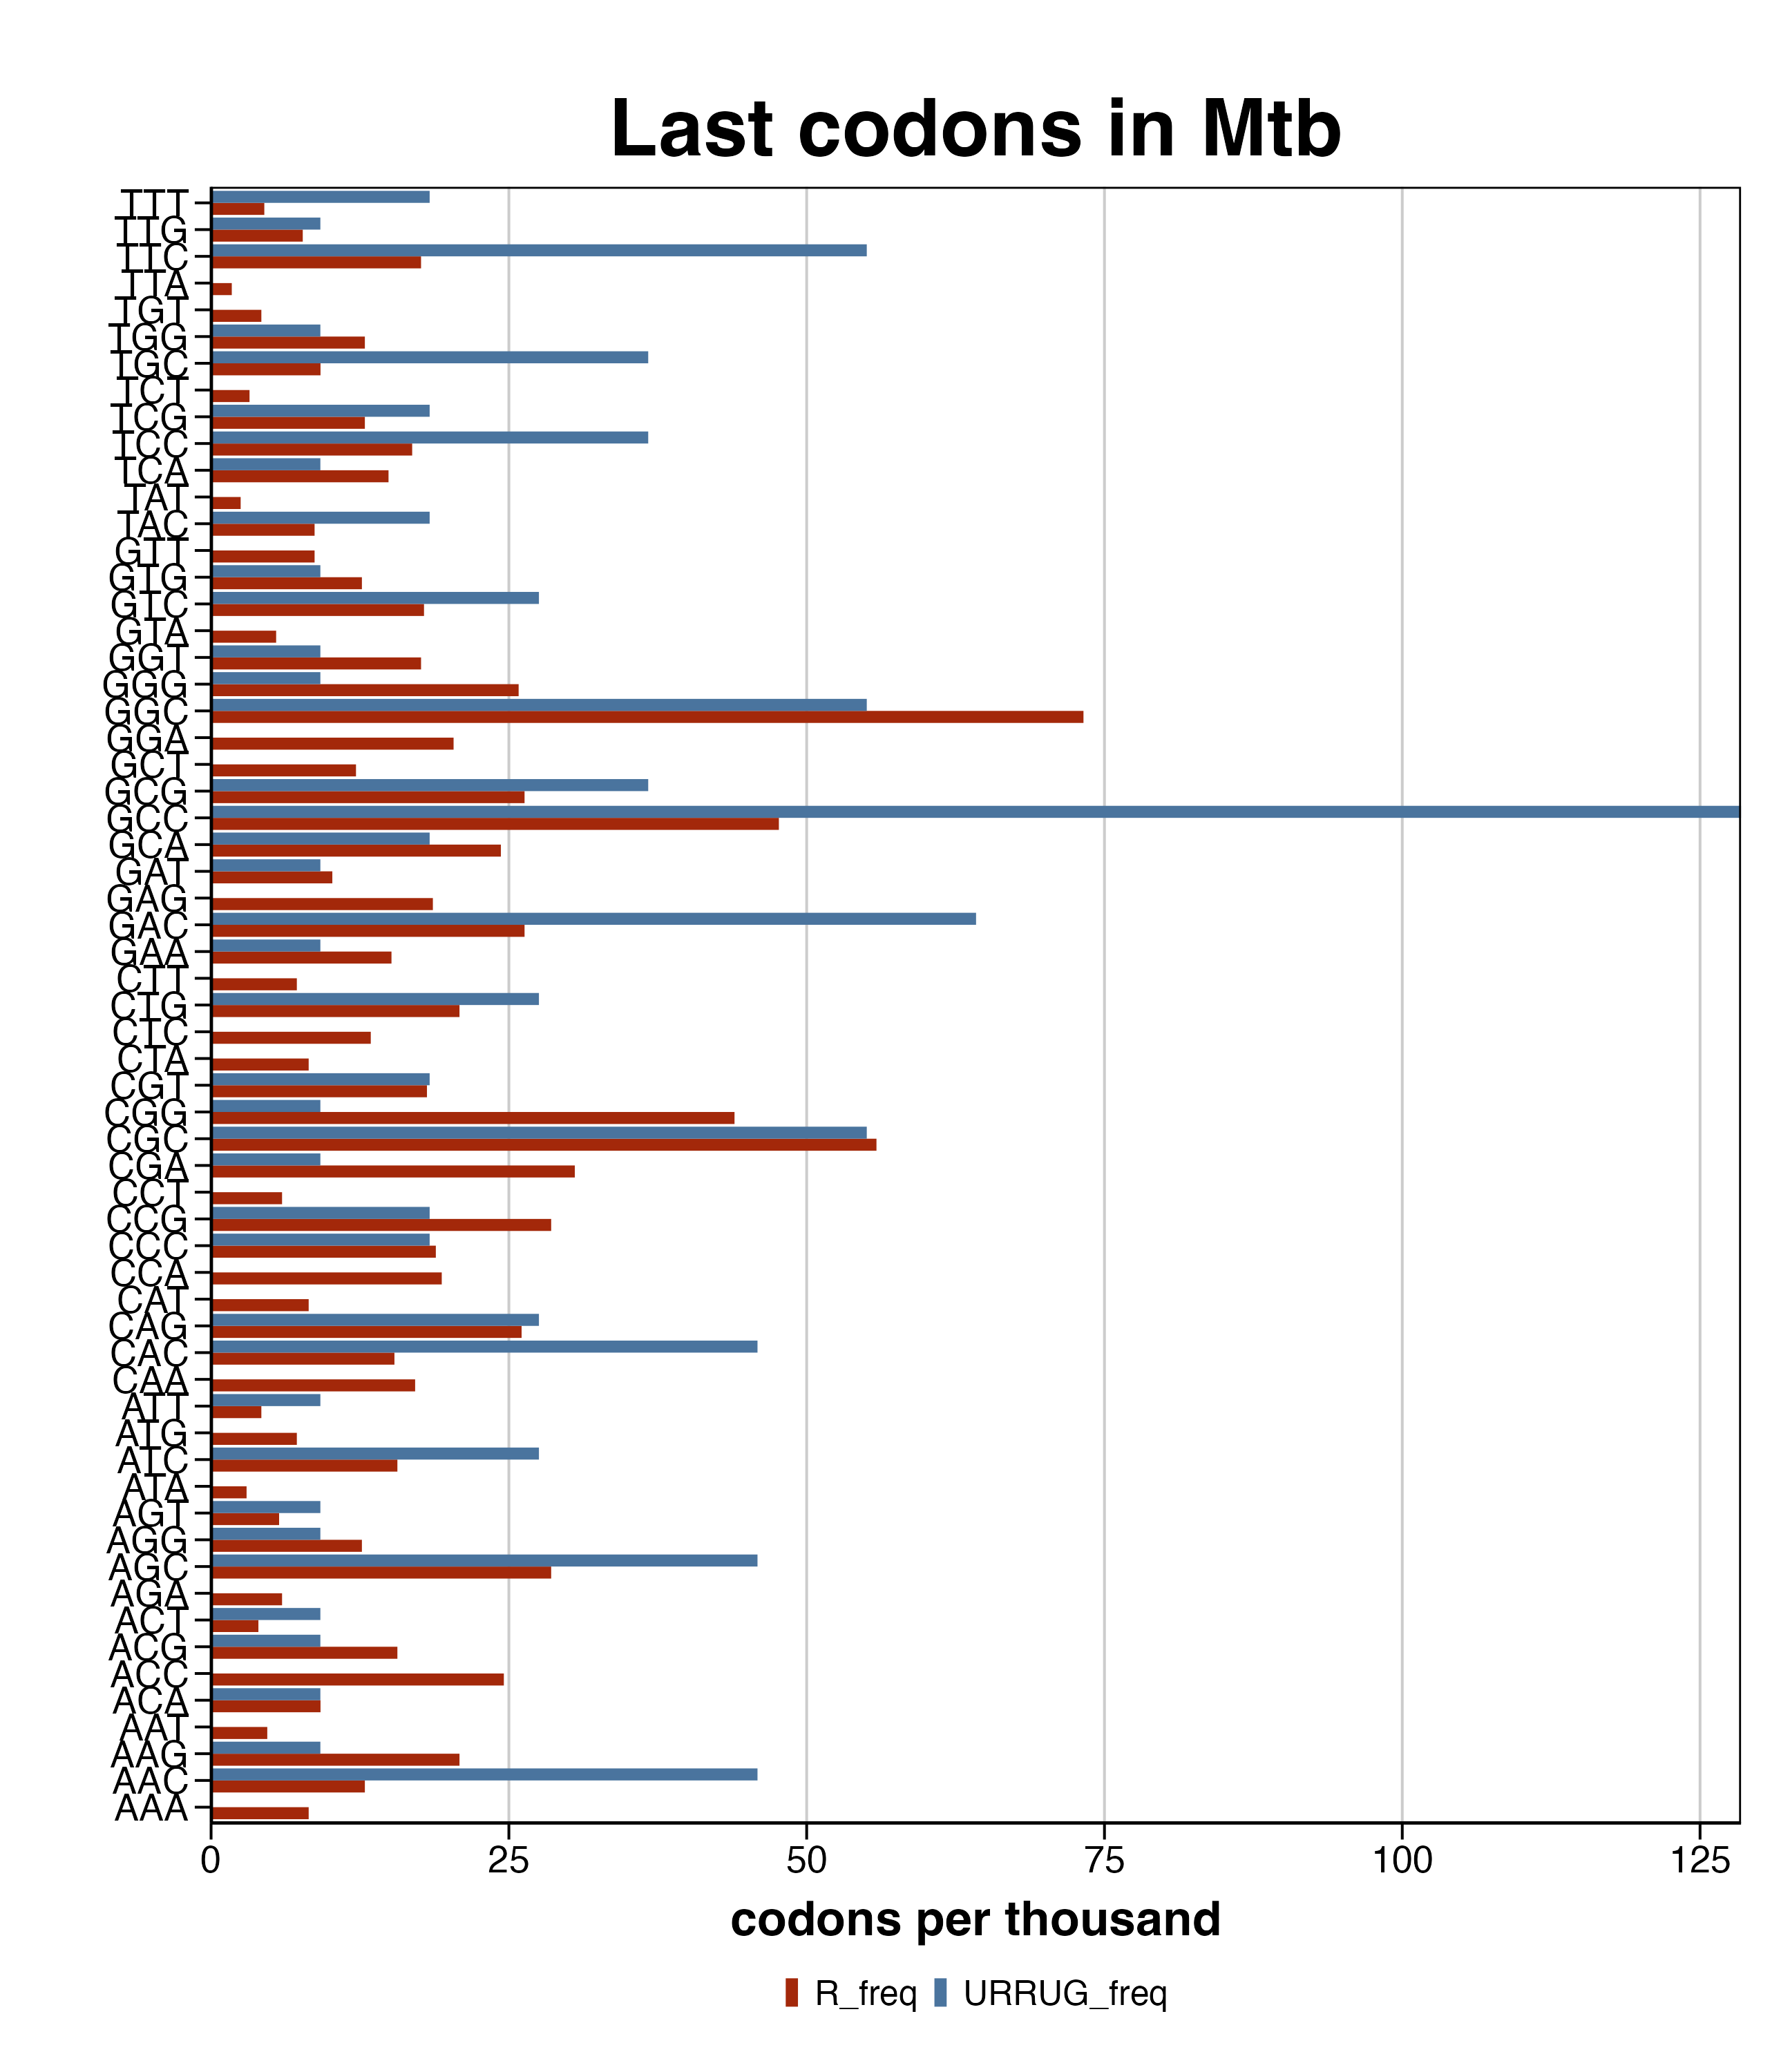 Last codons in Mtb
TTT
TTG
TTC
TTA
TGT
TGG
TGC
TCT
TCG
TCC
TCA
TAT
TAC
GTT
GTG
GTC
GTA
GGT
GGG
GGC
GGA
GCT
GCG
GCC
GCA
GAT
GAG
GAC
GAA
CTT
CTG
CTC
CTA
CGT
CGG
CGC
CGA
CCT
CCG
CCC
CCA
CAT
CAG
CAC
CAA
ATT
ATG
ATC
ATA
AGT
AGG
AGC
AGA
ACT
ACG
ACC
ACA
AAT
AAG
AAC
AAA
0 25 50 75 100 125
codons per thousand
R_freq URRUG_freq